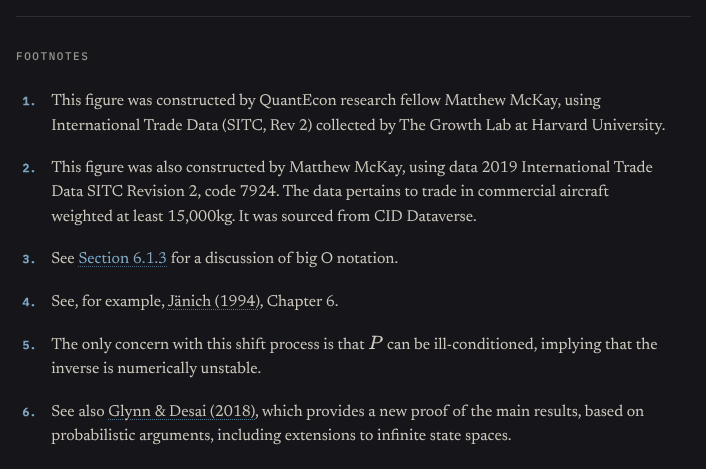 FOOTNOTES
1. This figure was constructed by QuantEcon research fellow Matthew McKay, using
International Trade Data (SITC, Rev 2) collected by The Growth Lab at Harvard University.
2. This figure was also constructed by Matthew McKay, using data 2019 International Trade
Data SITC Revision 2, code 7924. The data pertains to trade in commercial aircraft
weighted at least 15,000kg. It was sourced from CID Dataverse.
3. See Section 6.1.3 for a discussion of big O notation.
4. See, for example, Jänich (1994), Chapter 6.
5. The only concern with this shift process is that P can be ill-conditioned, implying that the
inverse is numerically unstable.
6. See also Glynn & Desai (2018), which provides a new proof of the main results, based on
probabilistic arguments, including extensions to infinite state spaces.